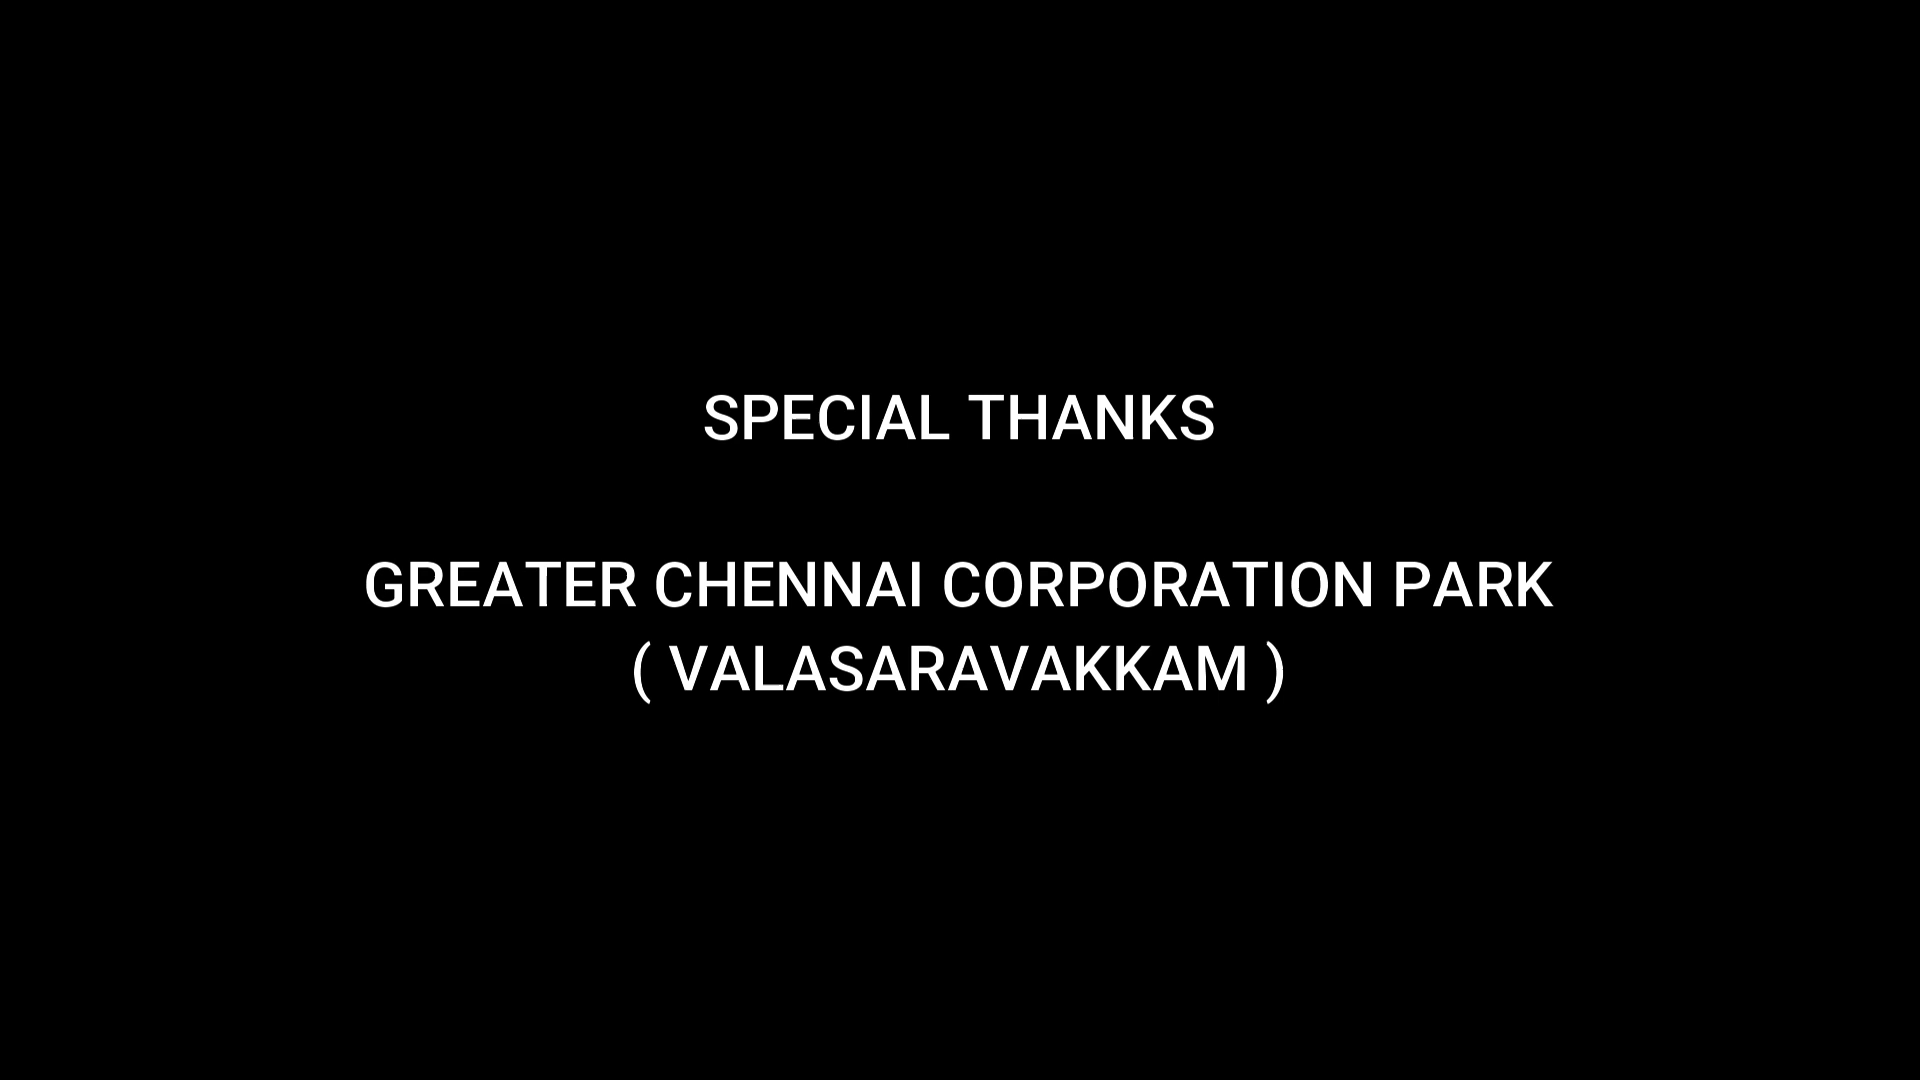 SPECIAL THANKS
GREATER CHENNAI CORPORATION PARK
( VALASARAVAKKAM )